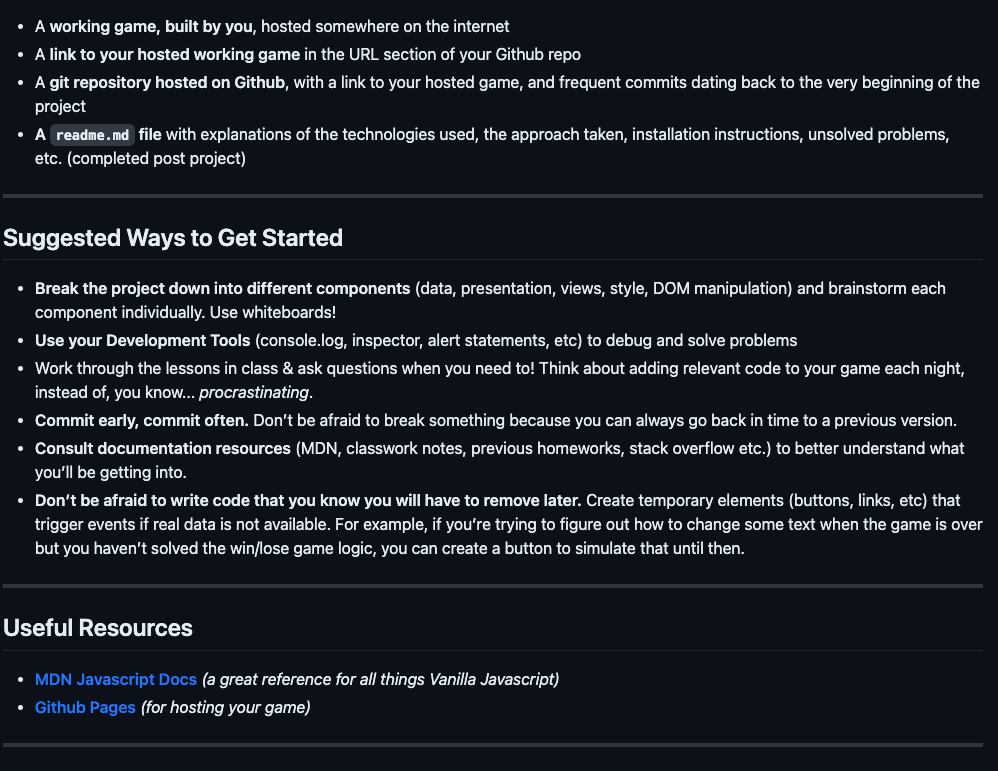 • A working game, built by you, hosted somewhere on the internet
• A link to your hosted working game in the URL section of your Github repo
• A git repository hosted on Github, with a link to your hosted game, and frequent commits dating back to the very beginning of the
project
• A readme.md file with explanations of the technologies used, the approach taken, installation instructions, unsolved problems,
etc. (completed post project)
Suggested Ways to Get Started
• Break the project down into different components (data, presentation, views, style, DOM manipulation) and brainstorm each
component individually. Use whiteboards!
• Use your Development Tools (console.log, inspector, alert statements, etc) to debug and solve problems
• Work through the lessons in class & ask questions when you need to! Think about adding relevant code to your game each night,
instead of, you know... procrastinating.
• Commit early, commit often. Don’t be afraid to break something because you can always go back in time to a previous version.
• Consult documentation resources (MDN, classwork notes, previous homeworks, stack overflow etc.) to better understand what
you’ll be getting into.
• Don’t be afraid to write code that you know you will have to remove later. Create temporary elements (buttons, links, etc) that
trigger events if real data is not available. For example, if you’re trying to figure out how to change some text when the game is over
but you haven’t solved the win/lose game logic, you can create a button to simulate that until then.
Useful Resources
• MDN Javascript Docs (a great reference for all things Vanilla Javascript)
• Github Pages (for hosting your game)